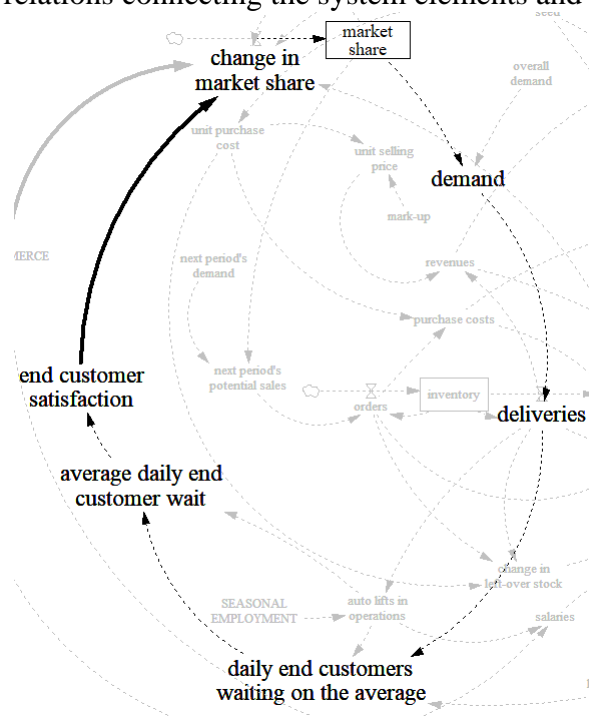 relations connecting the system elements and
seed
market
share
change in
market share
overall
demand
unit purchase
cost
unit selling
price
demand
mark-up
next period's
demand
revenues
purchase costs
next period's
potential sales
end customer
satisfaction
inventory
orders
deliveries
average daily end
customer wait
change in
left-over stock
SEASONAL
EMPLOYMENT
auto lifts in
operations
salaries
daily end customers
waiting on the average